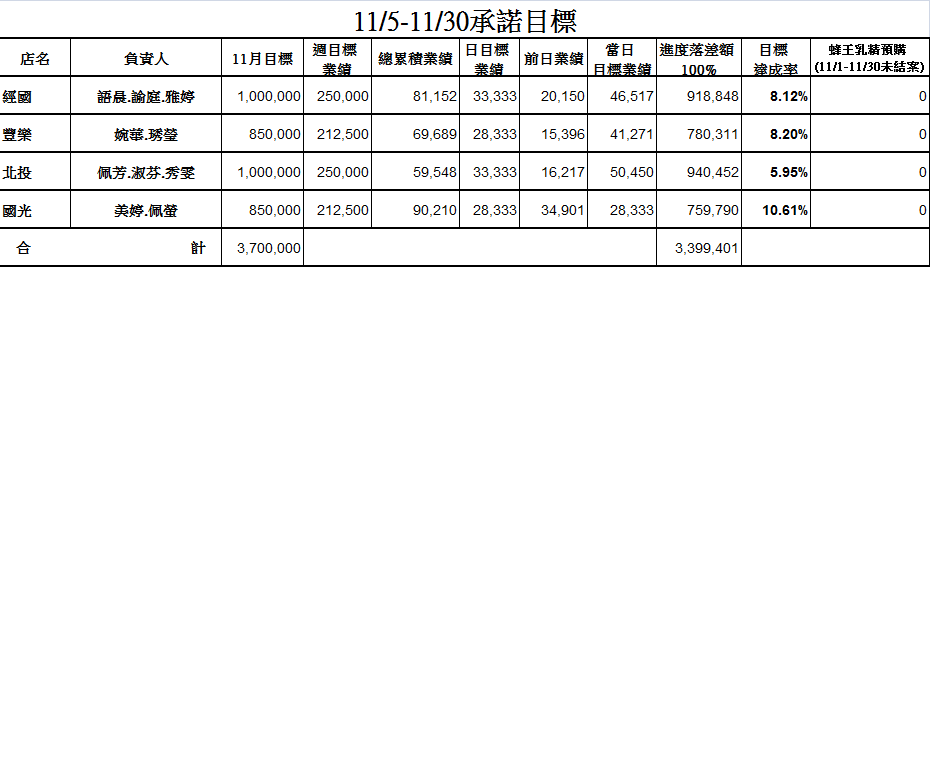 11/5-11/30承諾目標
店名 負責人 11月目標 週目標業績 總累積業績 日目標業績 前日業績 當日目標業績 進度落差額100% 目標達成率 蜂王乳精預購(11/1-11/30未結案)
經國 語晨.諭庭.雅婷 1,000,000 250,000 81,152 33,333 20,150 46,517 918,848 8.12% 0
豐樂 婉華.琇瑩 850,000 212,500 69,689 28,333 15,396 41,271 780,311 8.20% 0
北投 佩芳.淑芬.秀雯 1,000,000 250,000 59,548 33,333 16,217 50,450 940,452 5.95% 0
國光 美婷.佩螢 850,000 212,500 90,210 28,333 34,901 28,333 759,790 10.61% 0
合 計 3,700,000 3,399,401